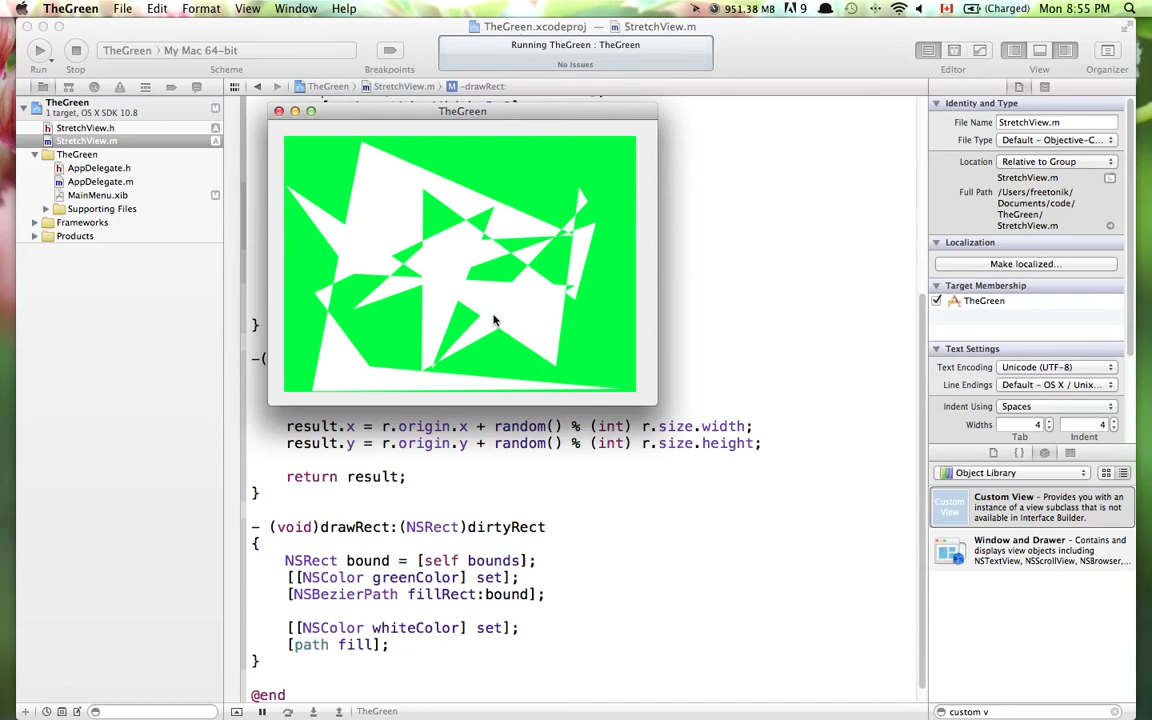 TheGreen File Edit Format View Window Help 951.38 MB 9 (Charged) Mon 8:55 PM
TheGreen.xcodeproj — StretchView.m
Run Stop
TheGreen My Mac 64-bit
Scheme
Breakpoints
Running TheGreen : TheGreen
No Issues
Editor View Organizer
TheGreen StretchView.m -drawRect:
TheGreen
1 target, OS X SDK 10.8
StretchView.h
StretchView.m
TheGreen
AppDelegate.h
AppDelegate.m
MainMenu.xib
Supporting Files
Frameworks
Products
TheGreen
}
-(
result.x = r.origin.x + random() % (int) r.size.width;
result.y = r.origin.y + random() % (int) r.size.height;
return result;
}
- (void)drawRect:(NSRect)dirtyRect
{
NSRect bound = [self bounds];
[[NSColor greenColor] set];
[NSBezierPath fillRect:bound];
[[NSColor whiteColor] set];
[path fill];
}
@end
Identity and Type
File Name StretchView.m
File Type Default - Objective-C...
Location Relative to Group
StretchView.m
Full Path /Users/freetonik/
Documents/code/
TheGreen/
StretchView.m
Localization
Make localized...
Target Membership
TheGreen
Text Settings
Text Encoding Unicode (UTF-8)
Line Endings Default - OS X / Unix...
Indent Using Spaces
Widths 4 4
Tab Indent
Object Library
Custom View
Custom View - Provides you with an instance of a view subclass that is not available in Interface Builder.
Window and Drawer - Contains and displays view objects including NSTextView, NSScrollView, NSBrowser,...
TheGreen
custom v